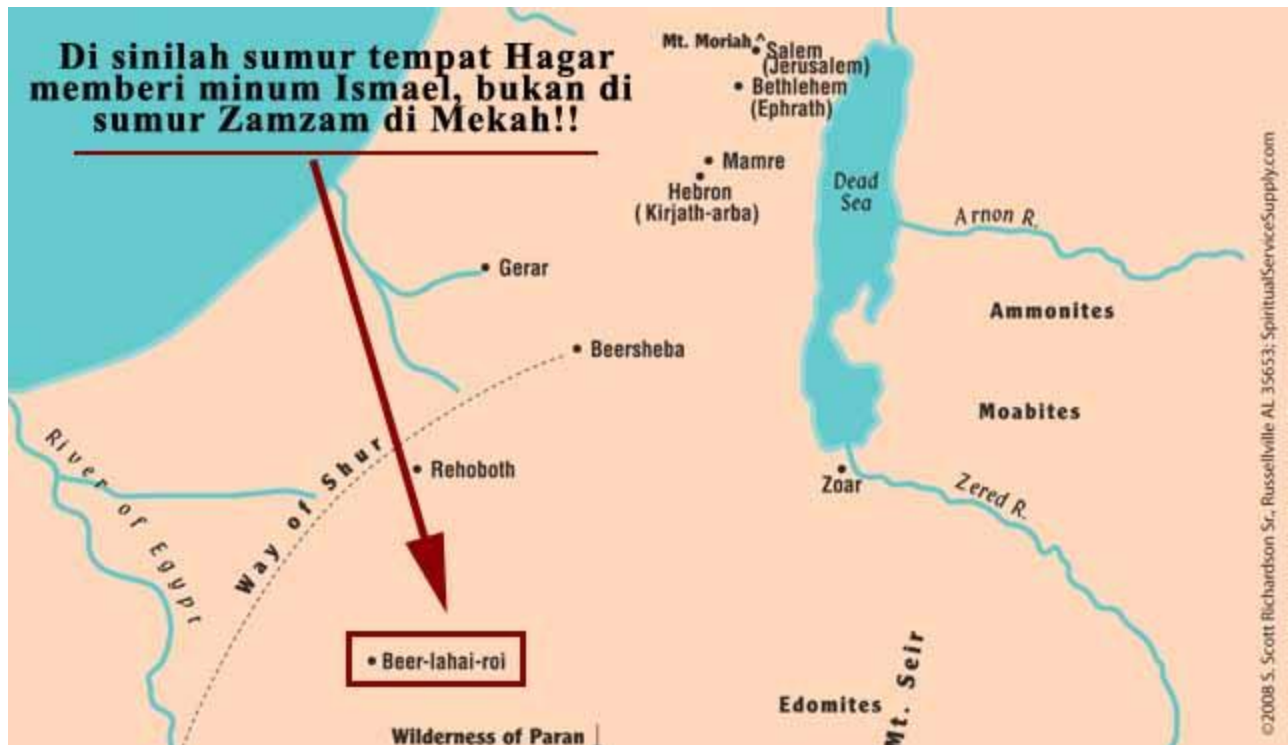 Di sinilah sumur tempat Hagar
memberi minum Ismael, bukan di
sumur Zamzam di Mekah!!
Mt. Moriah ^
Salem
(Jerusalem)
Bethlehem
(Ephrath)
Mamre
Hebron
(Kirjath-arba)
Dead
Sea
Arnon R.
Gerar
Ammonites
Beersheba
Moabites
River of Egypt
Way of Shur
Rehoboth
Zoar
Zered R.
Beer-lahai-roi
Edomites
Mt. Seir
Wilderness of Paran
©2008 S. Scott Richardson Sr., Russellville AL 35653; SpiritualServiceSupply.com